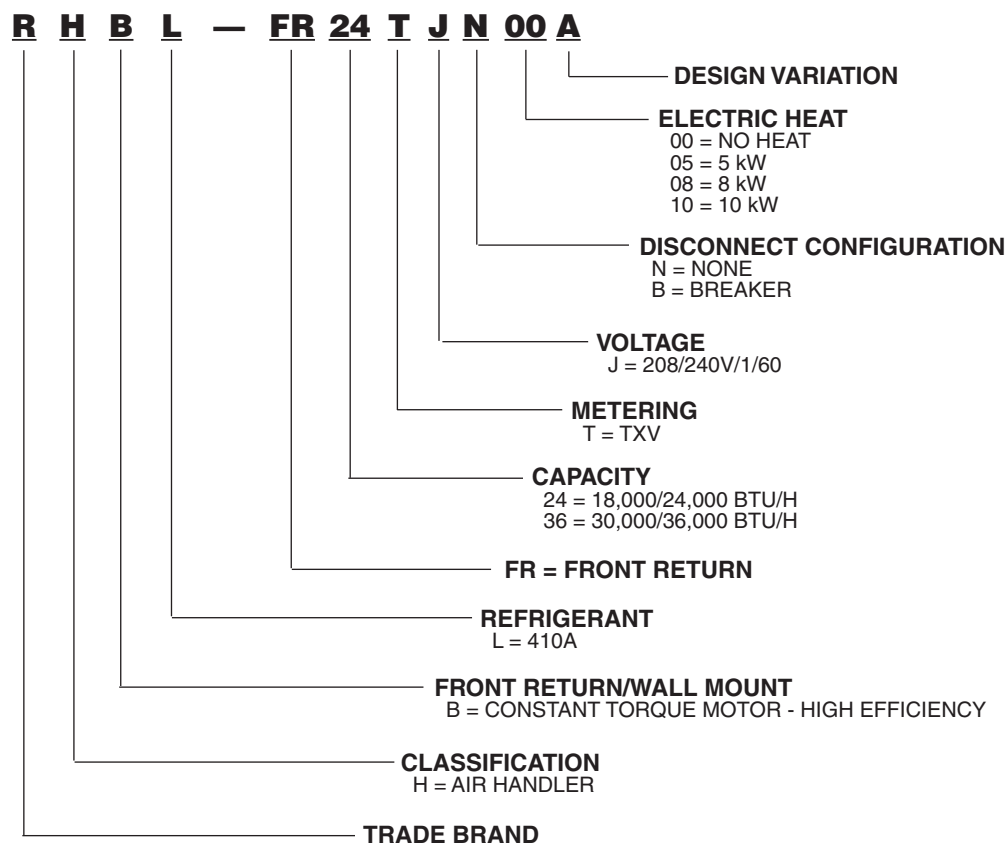 R H B L — FR 24 T J N 00 A
DESIGN VARIATION
ELECTRIC HEAT
00 = NO HEAT
05 = 5 kW
08 = 8 kW
10 = 10 kW
DISCONNECT CONFIGURATION
N = NONE
B = BREAKER
VOLTAGE
J = 208/240V/1/60
METERING
T = TXV
CAPACITY
24 = 18,000/24,000 BTU/H
36 = 30,000/36,000 BTU/H
FR = FRONT RETURN
REFRIGERANT
L = 410A
FRONT RETURN/WALL MOUNT
B = CONSTANT TORQUE MOTOR - HIGH EFFICIENCY
CLASSIFICATION
H = AIR HANDLER
TRADE BRAND